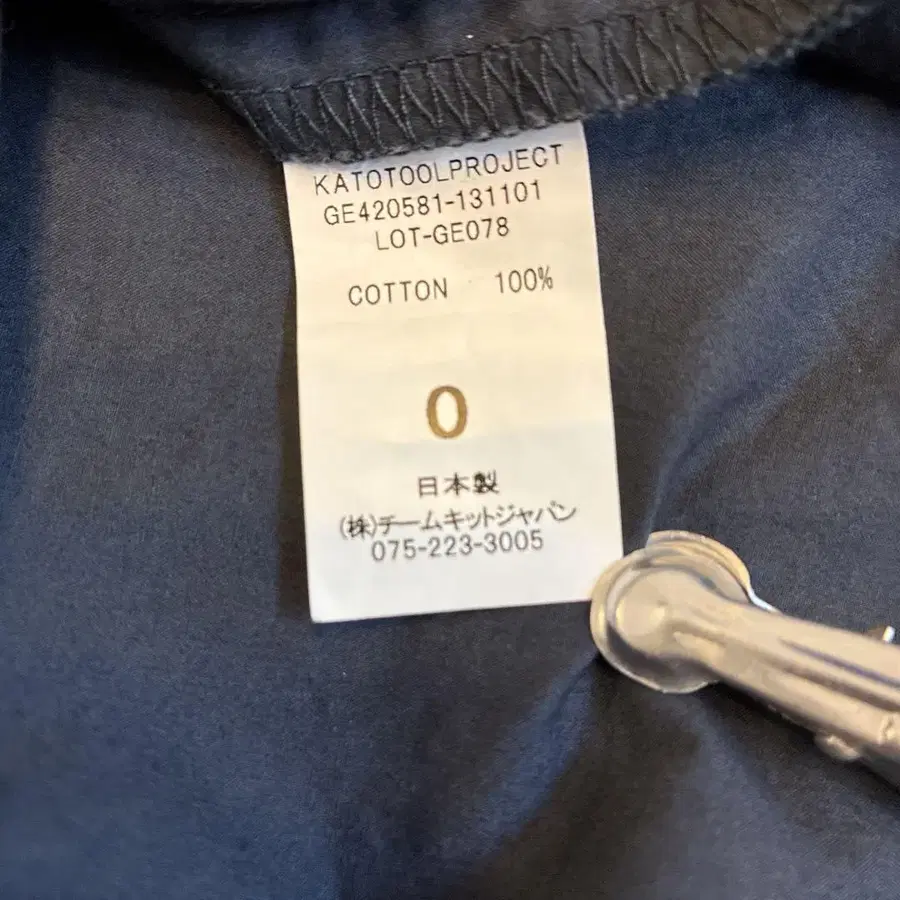 KATOTOOLPROJECT
GE420581-131101
LOT-GE078
COTTON 100%
0
日本製
(株)チームキットジャパン
075-223-3005